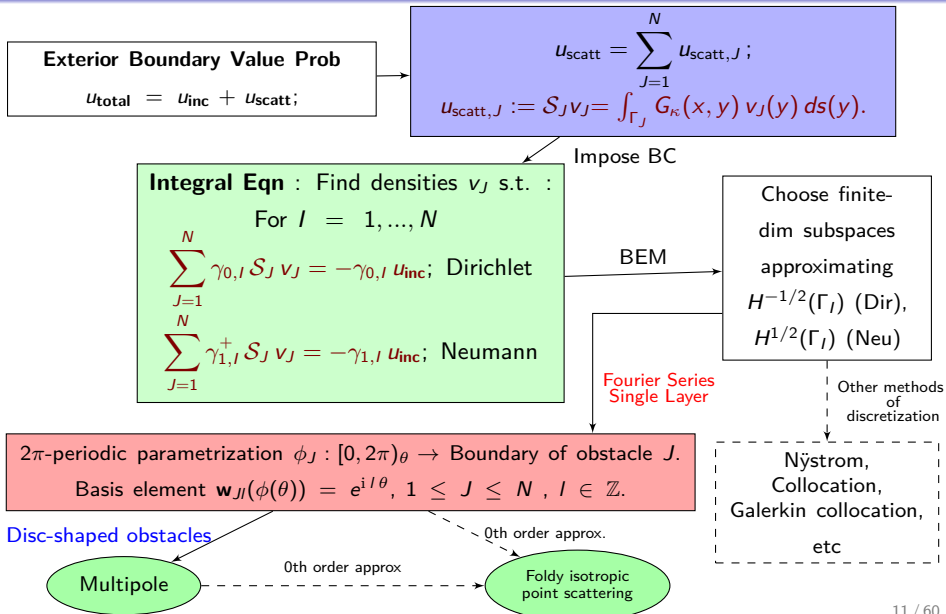 Exterior Boundary Value Prob
u_total = u_inc + u_scatt;
u_scatt = ∑_{J=1}^{N} u_scatt,J ;
u_scatt,J := 𝒮_J v_J = ∫_{Γ_J} G_κ(x, y) v_J(y) ds(y).
Impose BC
Integral Eqn : Find densities v_J s.t. :
For I = 1, ..., N
∑_{J=1}^{N} γ_{0,I} 𝒮_J v_J = −γ_{0,I} u_inc; Dirichlet
∑_{J=1}^{N} γ^+_{1,I} 𝒮_J v_J = −γ_{1,I} u_inc; Neumann
BEM
Choose finite-
dim subspaces
approximating
H^{−1/2}(Γ_I) (Dir),
H^{1/2}(Γ_I) (Neu)
Fourier Series
Single Layer
Other methods
of
discretization
2π-periodic parametrization ϕ_J : [0, 2π)_θ → Boundary of obstacle J.
Basis element w_{Jl}(ϕ(θ)) = e^{i l θ}, 1 ≤ J ≤ N , l ∈ ℤ.
Nÿstrom,
Collocation,
Galerkin collocation,
etc
Disc-shaped obstacles
0th order approx.
Multipole
0th order approx
Foldy isotropic
point scattering
11 / 60